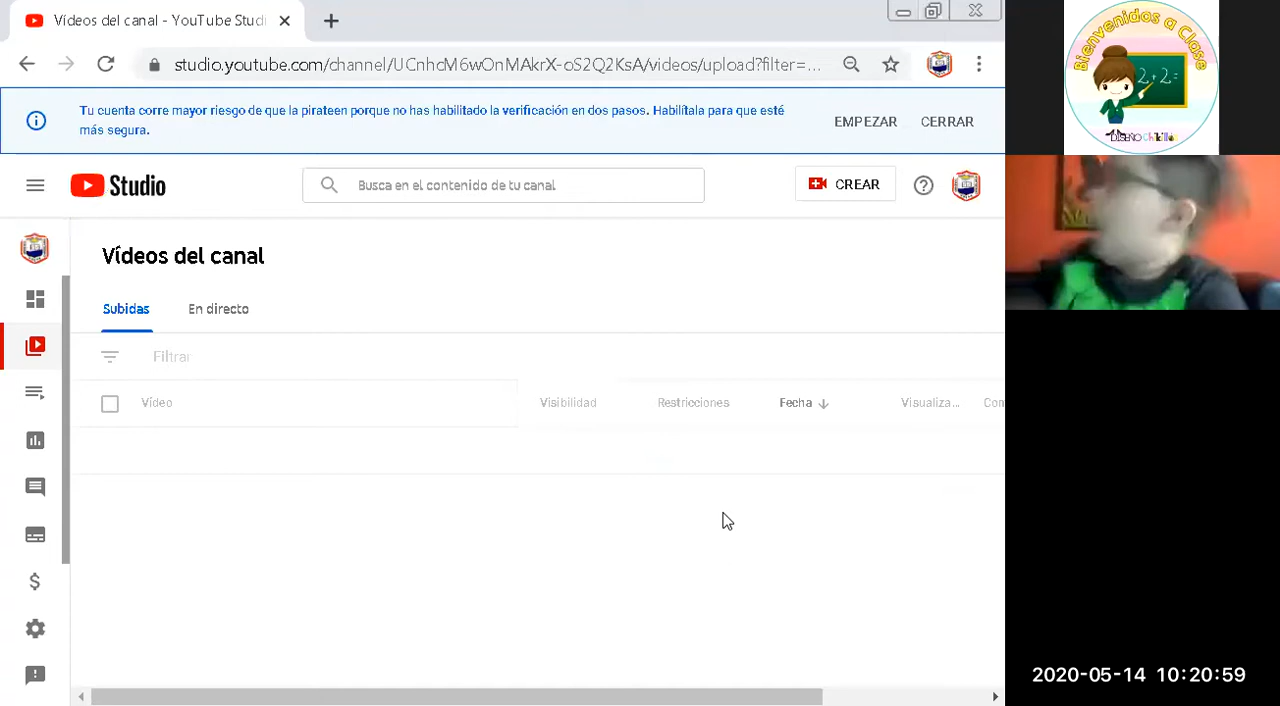 Vídeos del canal - YouTube Studi
studio.youtube.com/channel/
-oS2Q2KsA/videos/upload?filter=...
Tu cuenta corre mayor riesgo de que la pirateen porque no has habilitado la verificación en dos pasos. Habilítala para que esté
más segura.
EMPEZAR
CERRAR
Studio
Busca en el contenido de tu canal
CREAR
Vídeos del canal
Subidas
En directo
Filtrar
Vídeo
Visibilidad
Restricciones
Fecha
Visualiza...
Con
Bienvenidos a Clase
2+2=
DISEÑO
2020-05-14 10:20:59